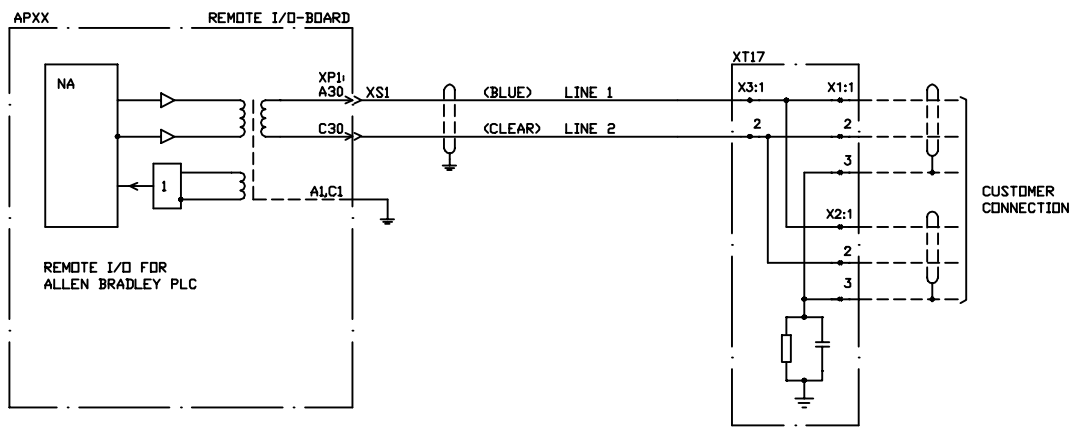 APXX
REMOTE I/O-BOARD
NA
XP1:
A30
XS1
C30
1
A1,C1
REMOTE I/O FOR
ALLEN BRADLEY PLC
(BLUE) LINE 1
(CLEAR) LINE 2
XT17
X3:1
X1:1
2
2
3
X2:1
2
3
CUSTOMER
CONNECTION